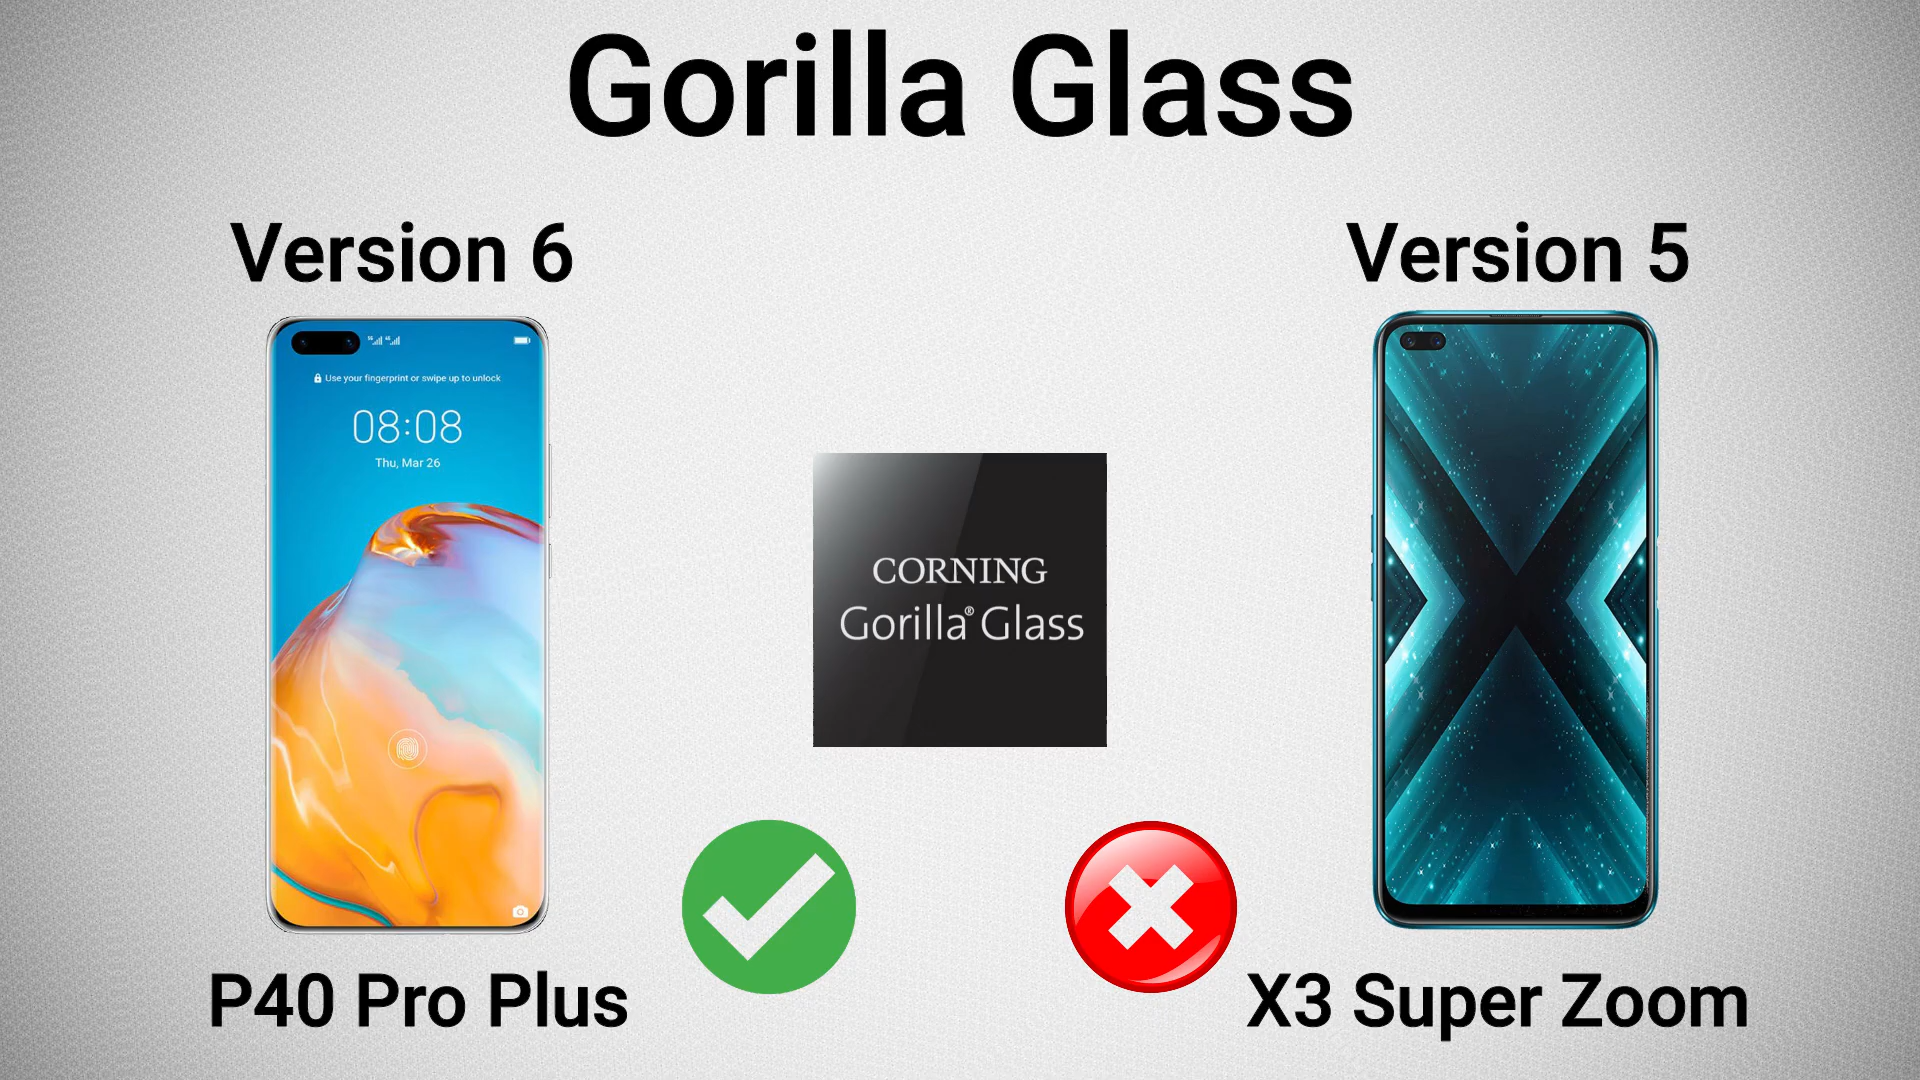 Gorilla Glass
Version 6
Version 5
Use your fingerprint or swipe up to unlock
08:08
Thu, Mar 26
CORNING
Gorilla® Glass
P40 Pro Plus
X3 Super Zoom